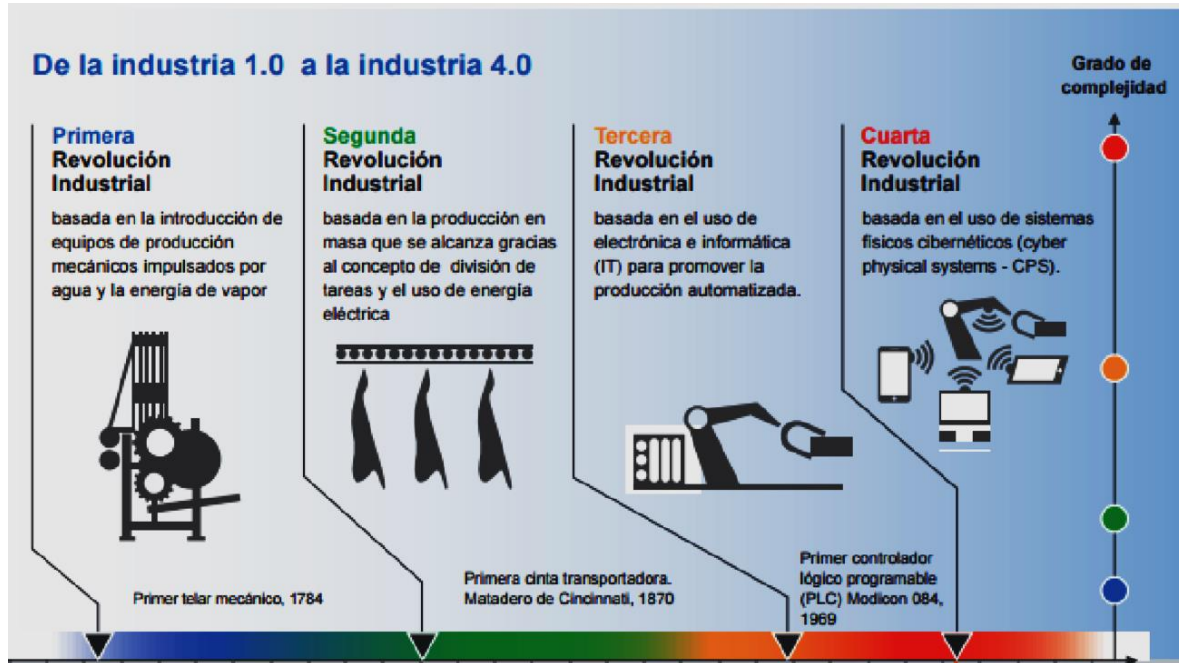 De la industria 1.0 a la industria 4.0
Grado de
complejidad
Primera
Revolución
Industrial
basada en la introducción de
equipos de producción
mecánicos impulsados por
agua y la energía de vapor
Segunda
Revolución
Industrial
basada en la producción en
masa que se alcanza gracias
al concepto de división de
tareas y el uso de energía
eléctrica
Tercera
Revolución
Industrial
basada en el uso de
electrónica e informática
(IT) para promover la
producción automatizada.
Cuarta
Revolución
Industrial
basada en el uso de sistemas
físicos cibernéticos (cyber
physical systems - CPS).
Primer telar mecánico, 1784
Primera cinta transportadora.
Matadero de Cincinnati, 1870
Primer controlador
lógico programable
(PLC) Modicon 084,
1969